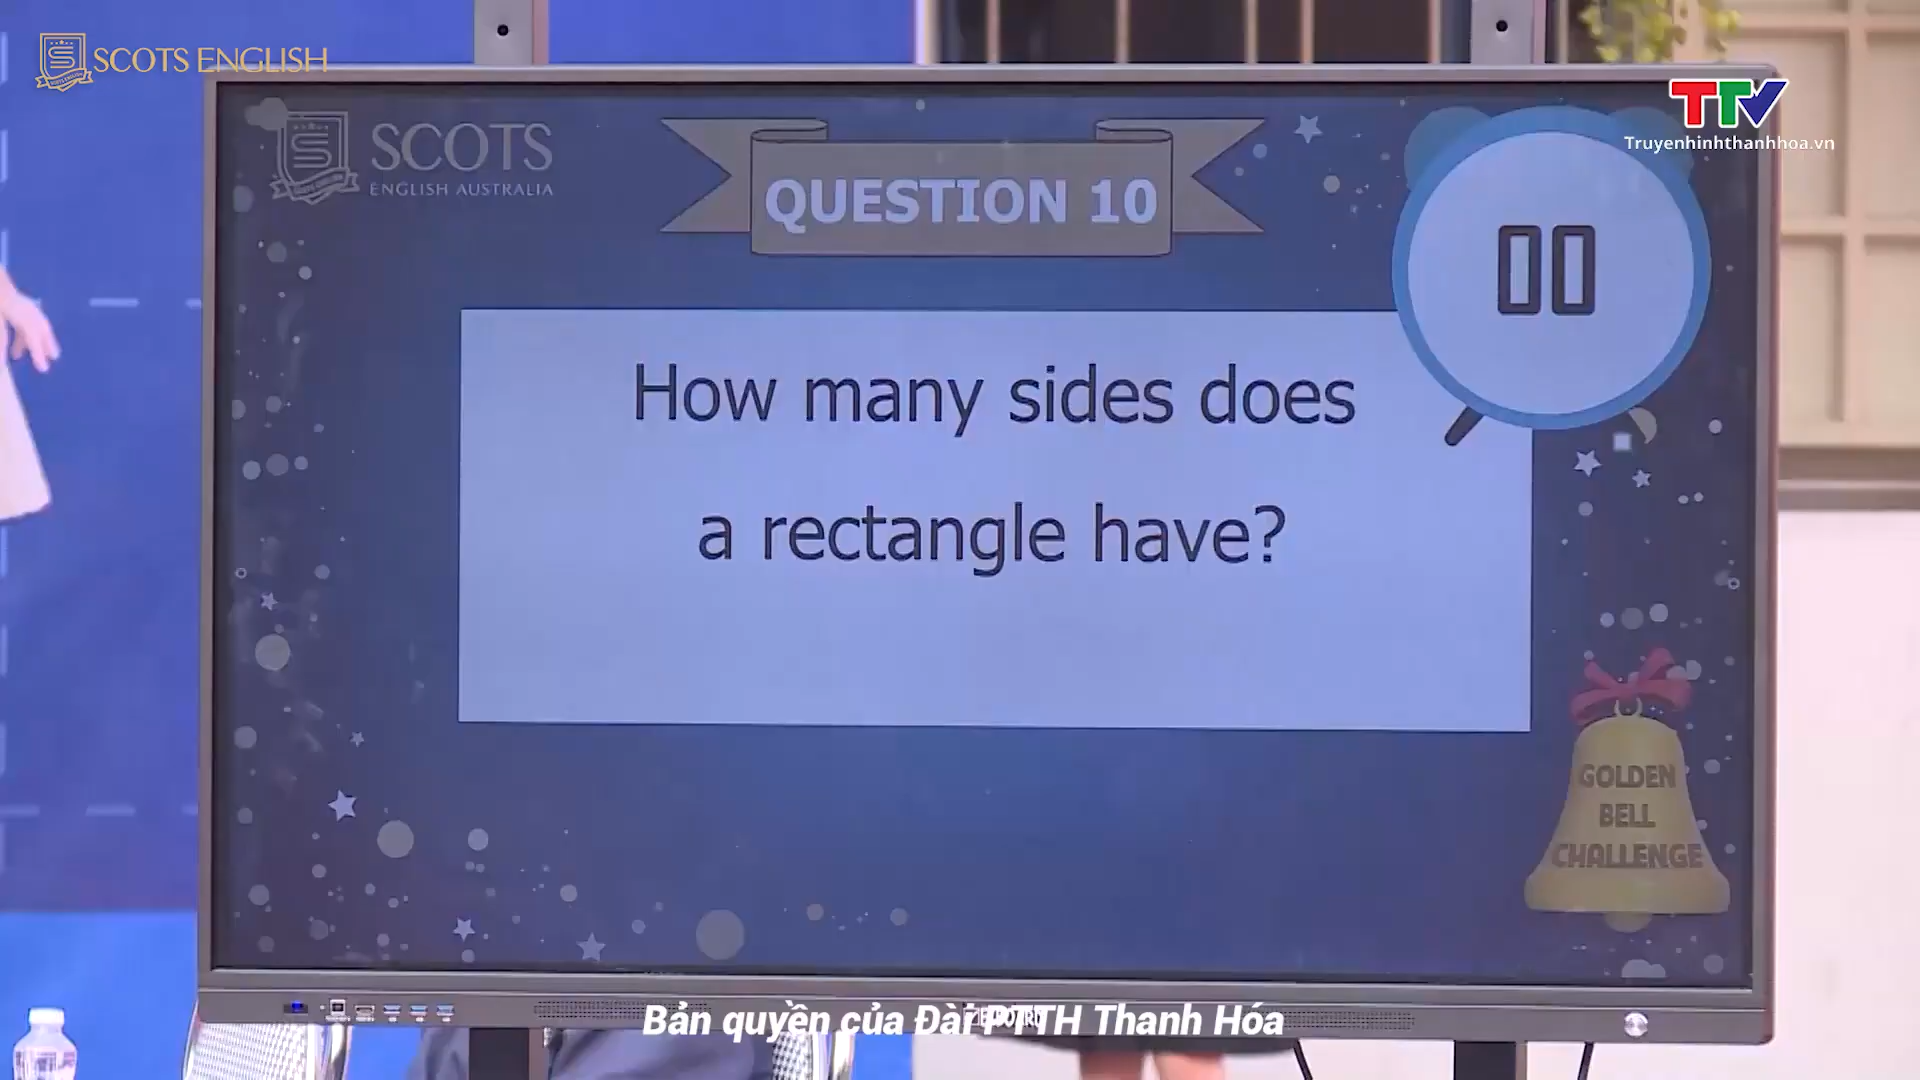 SCOTS ENGLISH
TTV
Truyenhinhthanhhoa.vn
SCOTS
ENGLISH AUSTRALIA
QUESTION 10
00
How many sides does
a rectangle have?
GOLDEN
BELL
CHALLENGE
Bản quyền của Đài PTTH Thanh Hóa